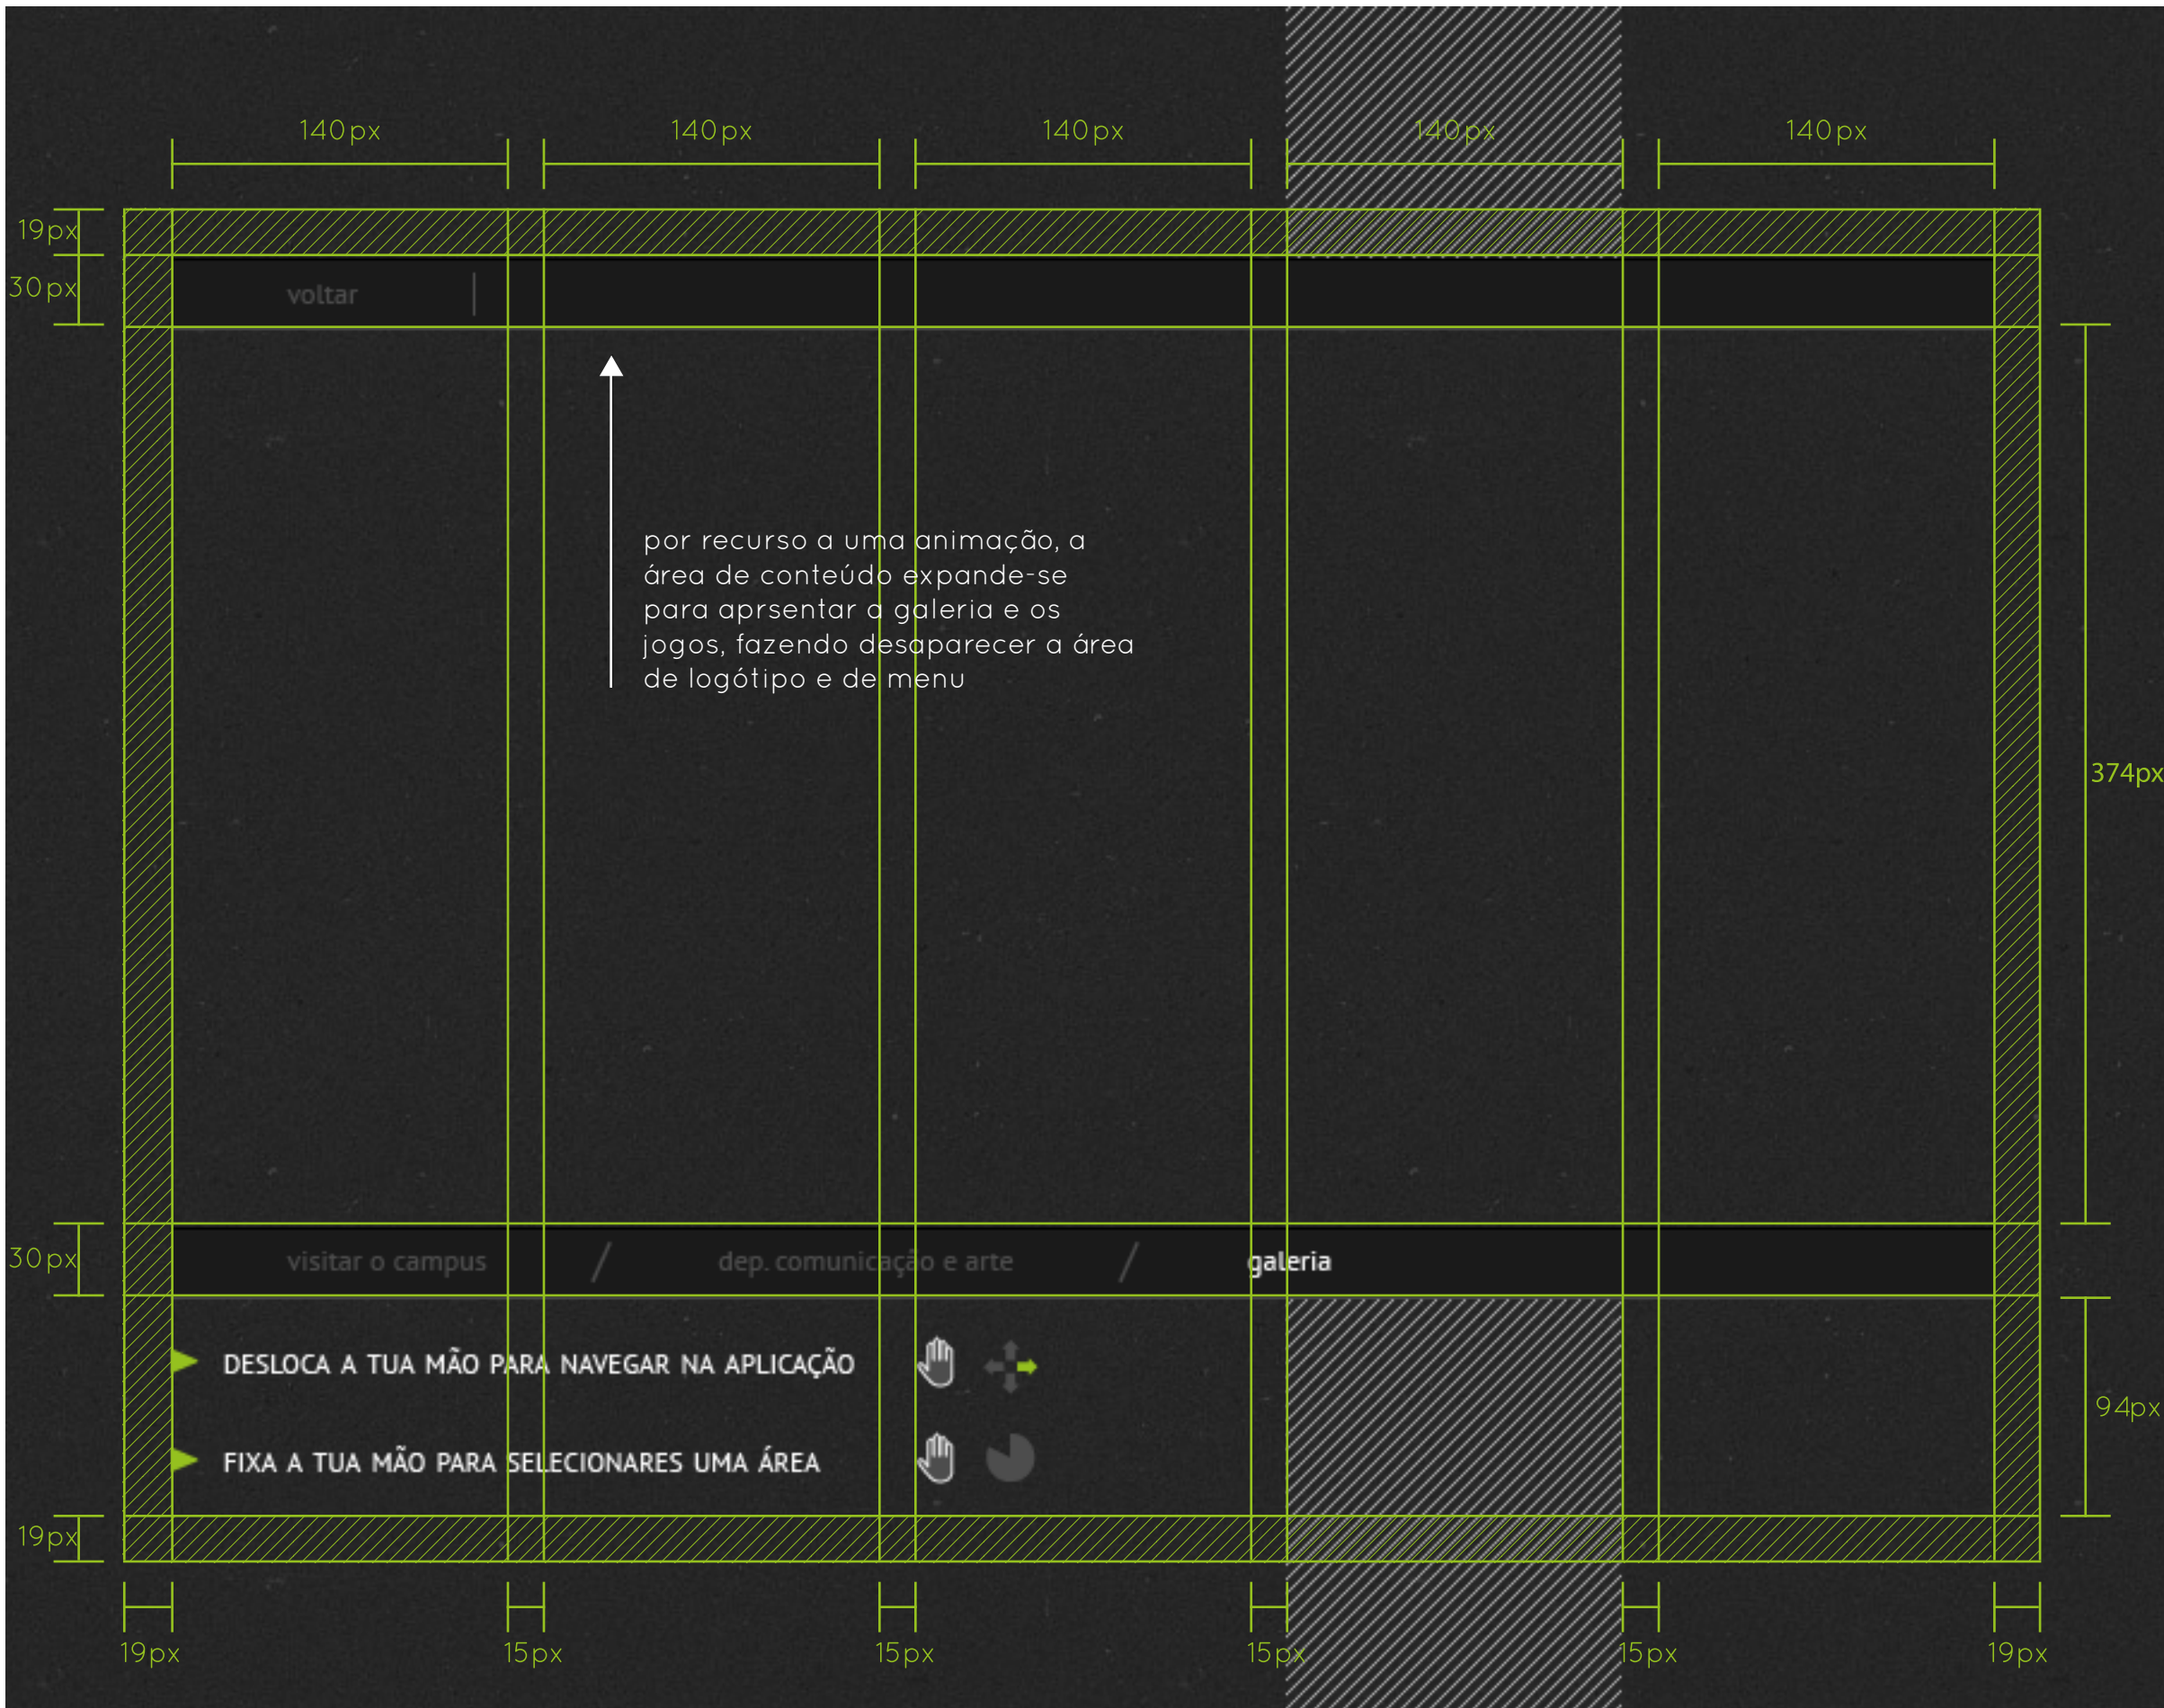 140px 140px 140px 140px 140px
19px
30px
voltar
por recurso a uma animação, a
área de conteúdo expande-se
para aprsentar a galeria e os
jogos, fazendo desaparecer a área
de logótipo e de menu
374px
30px
visitar o campus / dep. comunicação e arte / galeria
DESLOCA A TUA MÃO PARA NAVEGAR NA APLICAÇÃO
94px
FIXA A TUA MÃO PARA SELECIONARES UMA ÁREA
19px
19px 15px 15px 15px 15px 19px